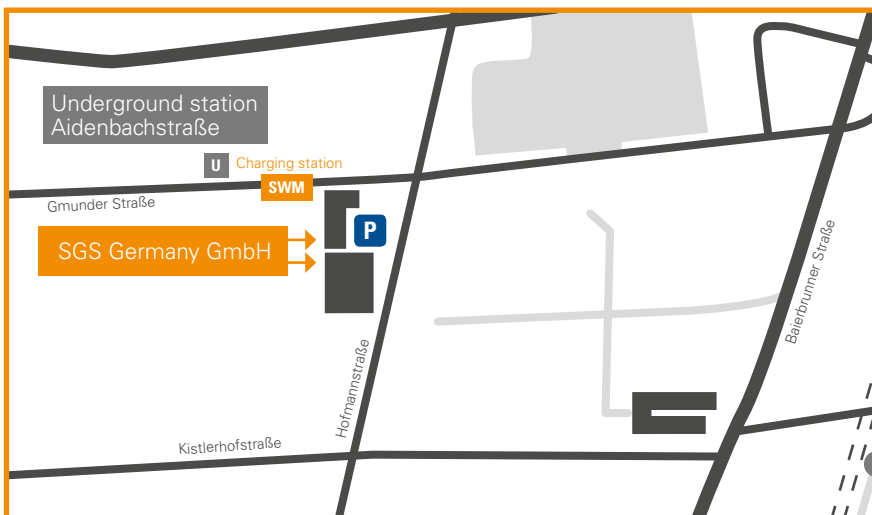 Underground station
Aidenbachstraße
U
Charging station
SWM
Gmunder Straße
P
SGS Germany GmbH
Baierbrunner Straße
Hofmannstraße
Kistlerhofstraße